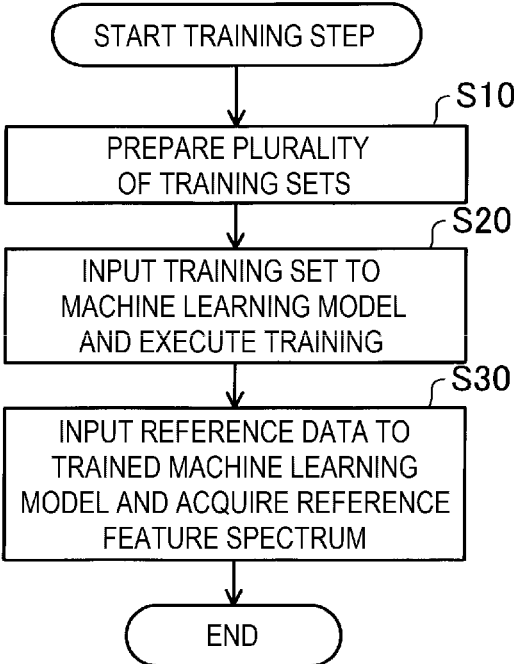 START TRAINING STEP
S10
PREPARE PLURALITY
OF TRAINING SETS
S20
INPUT TRAINING SET TO
MACHINE LEARNING MODEL
AND EXECUTE TRAINING
S30
INPUT REFERENCE DATA TO
TRAINED MACHINE LEARNING
MODEL AND ACQUIRE REFERENCE
FEATURE SPECTRUM
END